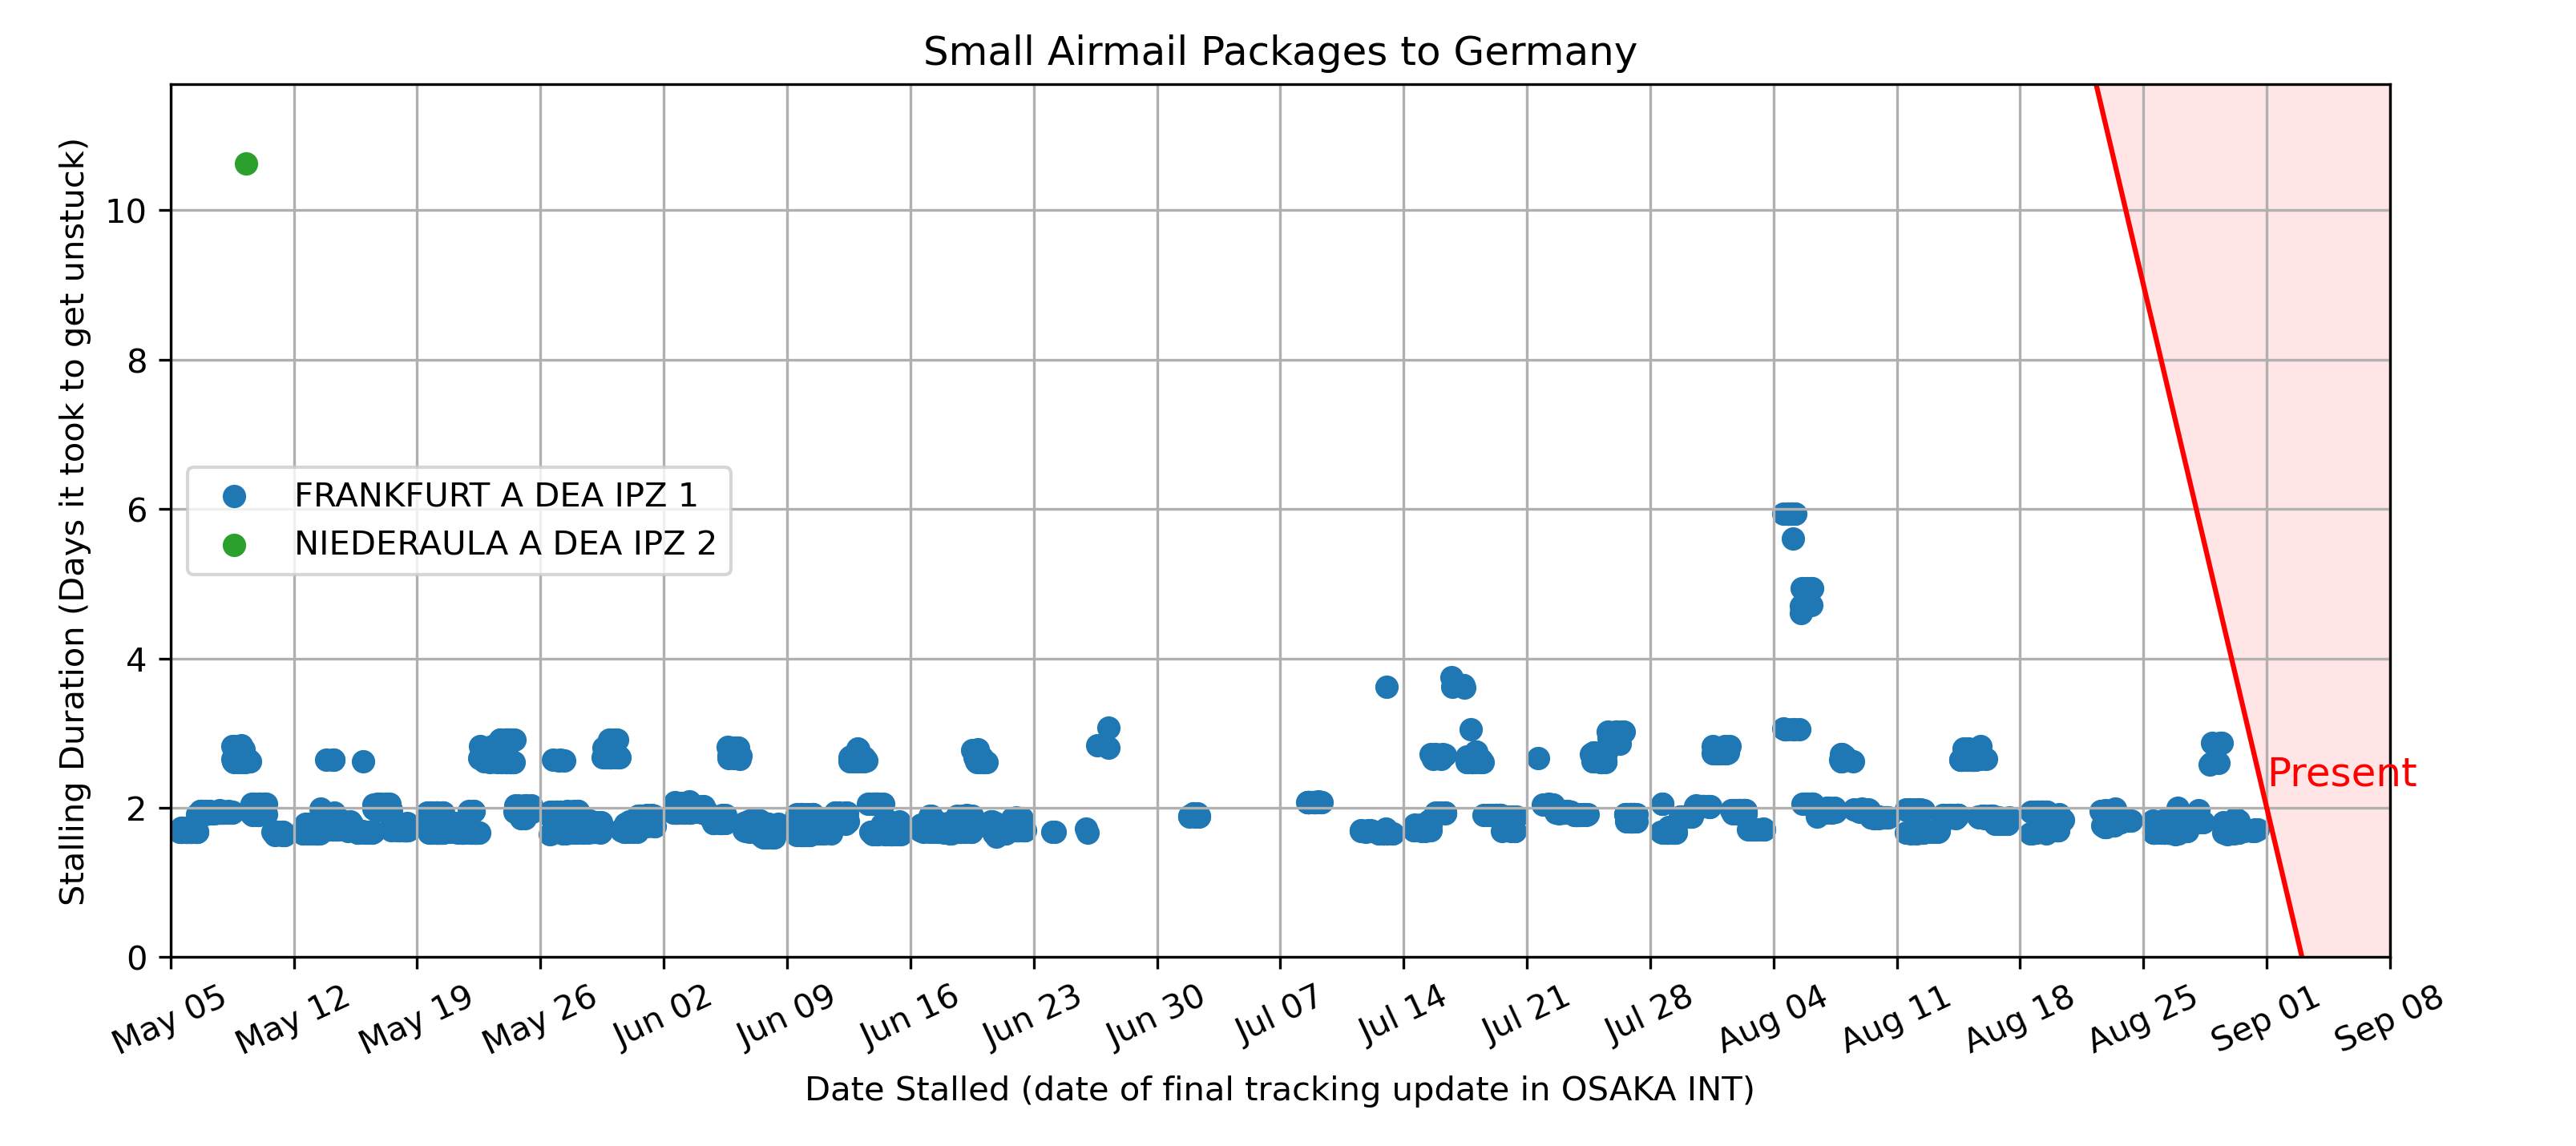 Small Airmail Packages to Germany
Stalling Duration (Days it took to get unstuck)
10
8
6
4
2
0
FRANKFURT A DEA IPZ 1
NIEDERAULA A DEA IPZ 2
Present
May 05
May 12
May 19
May 26
Jun 02
Jun 09
Jun 16
Jun 23
Jun 30
Jul 07
Jul 14
Jul 21
Jul 28
Aug 04
Aug 11
Aug 18
Aug 25
Sep 01
Sep 08
Date Stalled (date of final tracking update in OSAKA INT)